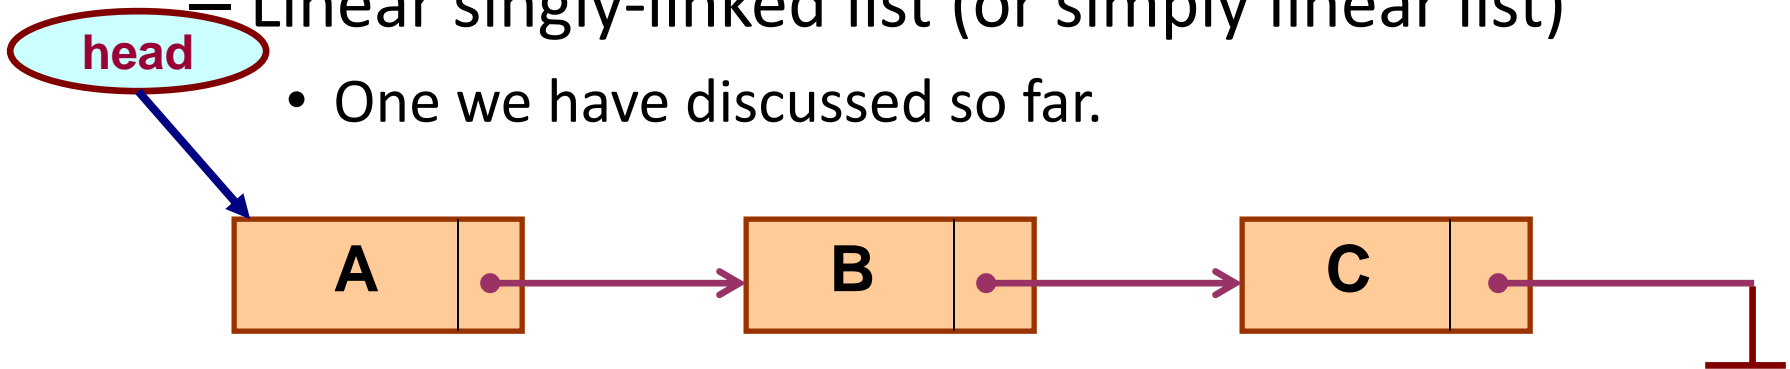 – Linear singly-linked list (or simply linear list)
head
• One we have discussed so far.
A B C